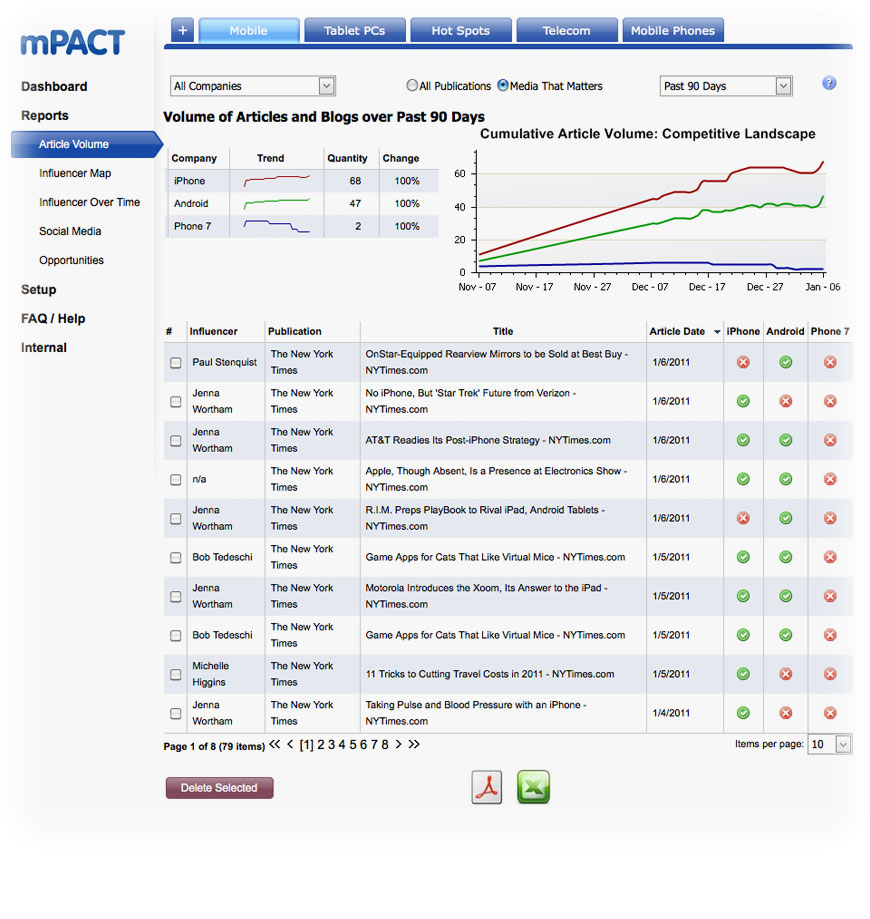 mPACT
+ Mobile Tablet PCs Hot Spots Telecom Mobile Phones
Dashboard
Reports
Article Volume
Influencer Map
Influencer Over Time
Social Media
Opportunities
Setup
FAQ / Help
Internal
All Companies All Publications Media That Matters Past 90 Days ?
Volume of Articles and Blogs over Past 90 Days
Company Trend Quantity Change
iPhone 68 100%
Android 47 100%
Phone 7 2 100%
Cumulative Article Volume: Competitive Landscape
60
40
20
0
Nov - 07 Nov - 17 Nov - 27 Dec - 07 Dec - 17 Dec - 27 Jan - 06
# Influencer Publication Title Article Date iPhone Android Phone 7
Paul Stenquist The New York Times OnStar-Equipped Rearview Mirrors to be Sold at Best Buy - NYTimes.com 1/6/2011
Jenna Wortham The New York Times No iPhone, But 'Star Trek' Future from Verizon - NYTimes.com 1/6/2011
Jenna Wortham The New York Times AT&T Readies Its Post-iPhone Strategy - NYTimes.com 1/6/2011
n/a The New York Times Apple, Though Absent, Is a Presence at Electronics Show - NYTimes.com 1/6/2011
Jenna Wortham The New York Times R.I.M. Preps PlayBook to Rival iPad, Android Tablets - NYTimes.com 1/6/2011
Bob Tedeschi The New York Times Game Apps for Cats That Like Virtual Mice - NYTimes.com 1/5/2011
Jenna Wortham The New York Times Motorola Introduces the Xoom, Its Answer to the iPad - NYTimes.com 1/5/2011
Bob Tedeschi The New York Times Game Apps for Cats That Like Virtual Mice - NYTimes.com 1/5/2011
Michelle Higgins The New York Times 11 Tricks to Cutting Travel Costs in 2011 - NYTimes.com 1/5/2011
Jenna Wortham The New York Times Taking Pulse and Blood Pressure with an iPhone - NYTimes.com 1/4/2011
Page 1 of 8 (79 items) << < [1] 2 3 4 5 6 7 8 > >> Items per page: 10
Delete Selected